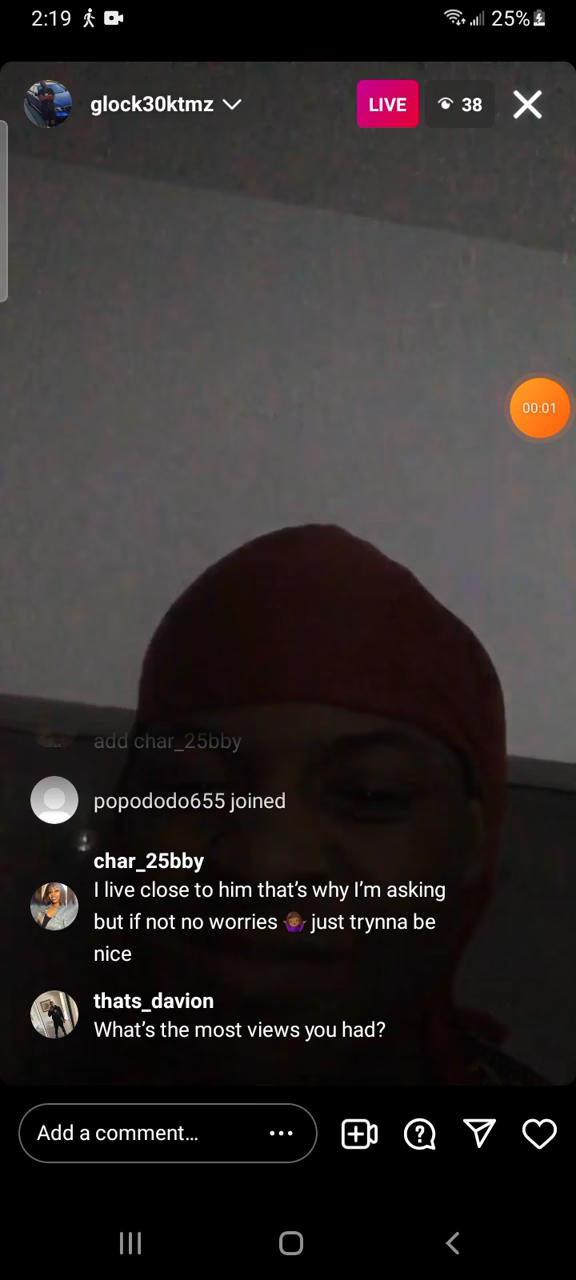 2:19
25%
glock30ktmz
LIVE
38
00:01
add char_25bby
popododo655 joined
char_25bby
I live close to him that's why I'm asking
but if not no worries 🤷🏾‍♀️ just trynna be
nice
thats_davion
What's the most views you had?
Add a comment...